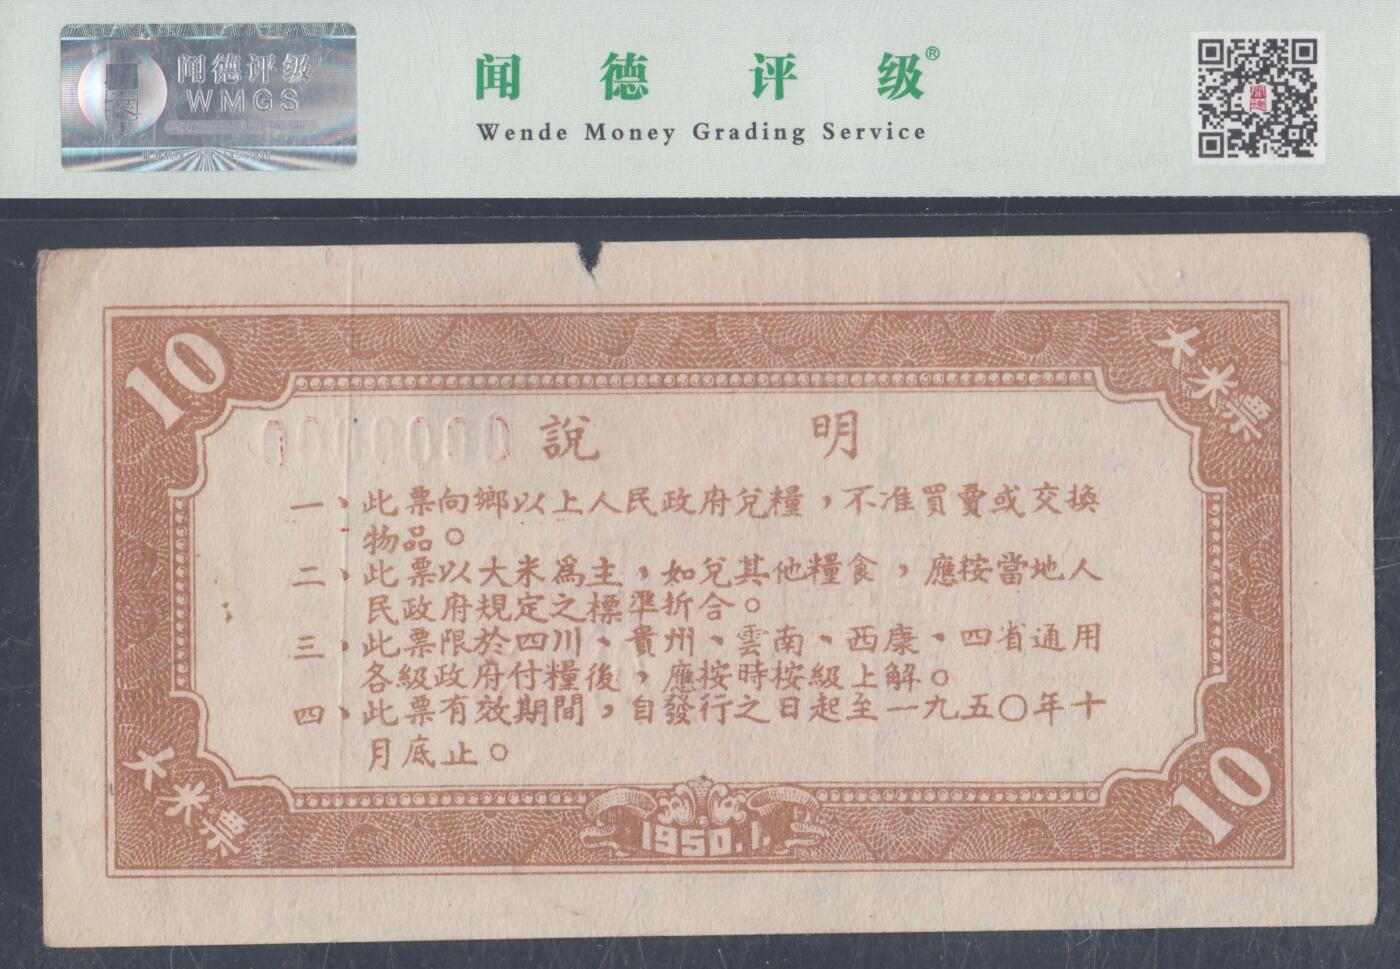 闻德评级
WMGS
闻德评级®
Wende Money Grading Service
10
大米票
0000000
說明
一、此票向鄉以上人民政府兌糧，不准買賣或交換
物品。
二、此票以大米爲主，如兌其他糧食，應按當地人
民政府規定之標準折合。
三、此票限於四川、貴州、雲南、西康、四省通用
各級政府付糧後，應按時按級上解。
四、此票有效期間，自發行之日起至一九五〇年十
月底止。
大米票
1950.1.
10